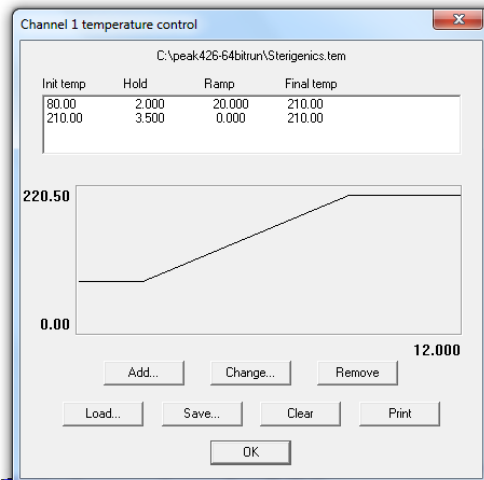 Channel 1 temperature control
C:\peak426-64bitrun\Sterigenics.tem
Init temp Hold Ramp Final temp
80.00 2.000 20.000 210.00
210.00 3.500 0.000 210.00
220.50
0.00
12.000
Add... Change... Remove
Load... Save... Clear Print
OK